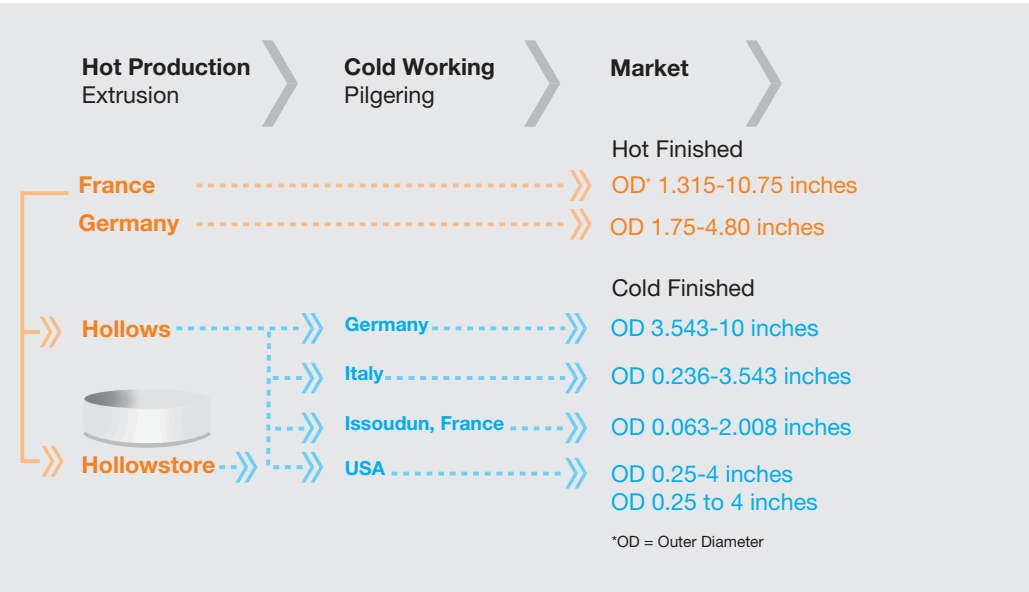 Hot Production
Extrusion
Cold Working
Pilgering
Market
Hot Finished
France
OD* 1.315-10.75 inches
Germany
OD 1.75-4.80 inches
Cold Finished
Hollows
Germany
OD 3.543-10 inches
Italy
OD 0.236-3.543 inches
Issoudun, France
OD 0.063-2.008 inches
Hollowstore
USA
OD 0.25-4 inches
OD 0.25 to 4 inches
*OD = Outer Diameter